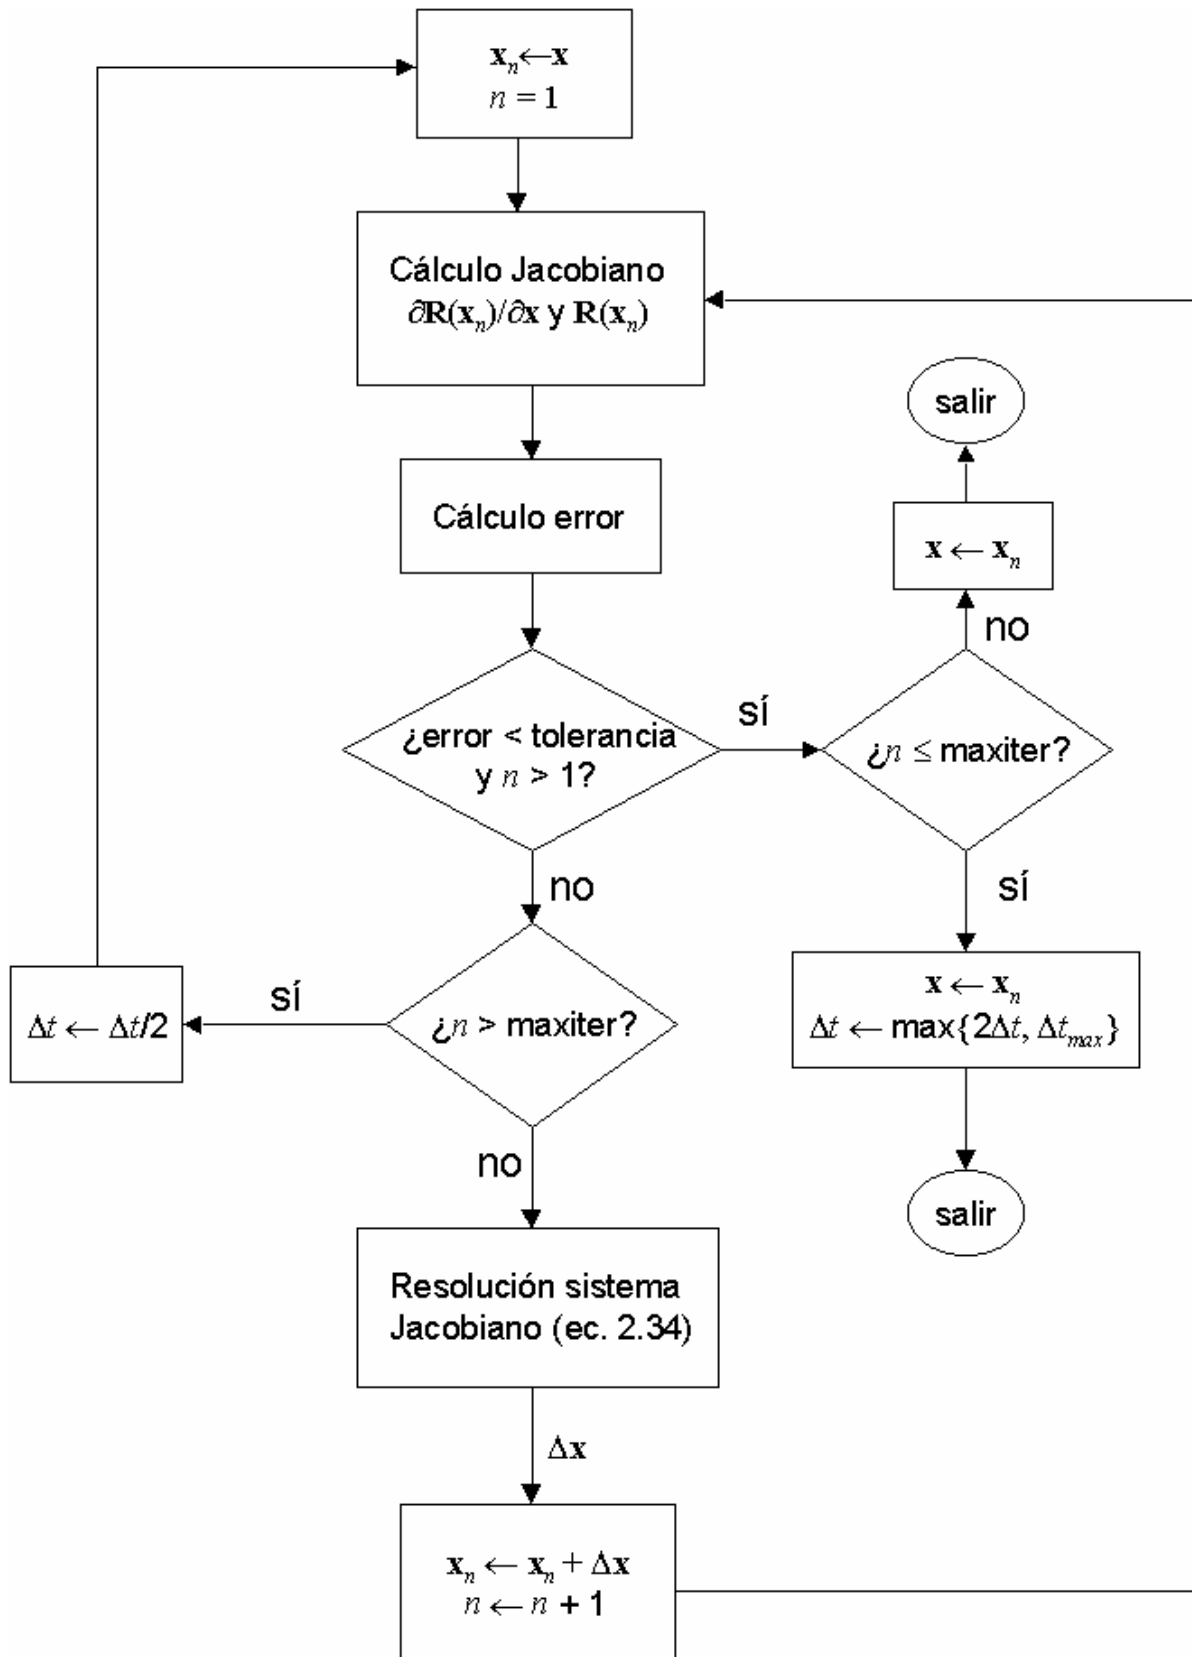 𝐱ₙ←𝐱
n = 1
Cálculo Jacobiano
∂R(xₙ)/∂x y R(xₙ)
salir
Cálculo error
x ← xₙ
no
¿error < tolerancia
y n > 1?
sí
¿n ≤ maxiter?
no
sí
sí
Δt ← Δt/2
¿n > maxiter?
x ← xₙ
Δt ← max{2Δt, Δt_max}
no
salir
Resolución sistema
Jacobiano (ec. 2.34)
Δx
xₙ ← xₙ + Δx
n ← n + 1